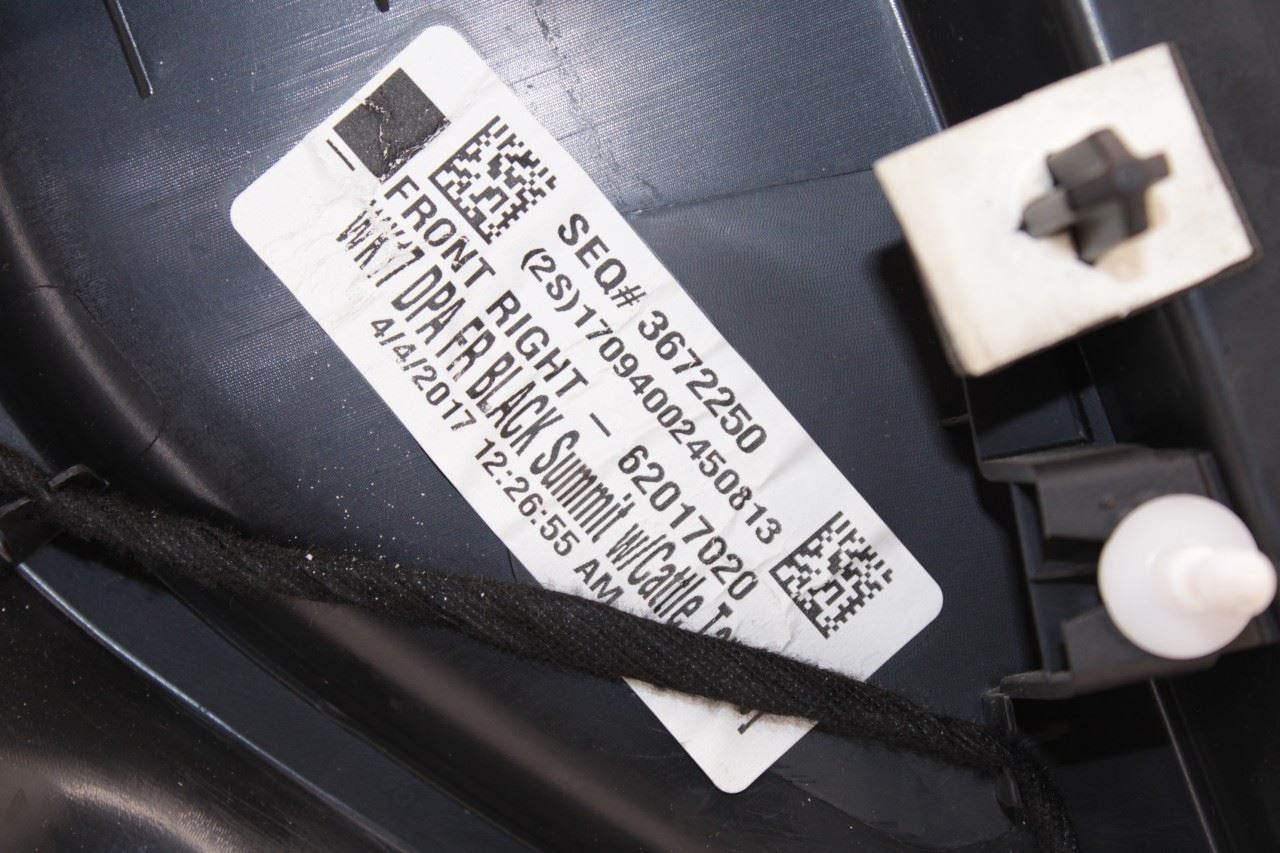 SEQ# 3672250
(2S)17094002450813
FRONT RIGHT - 62017020
WK17 DPA FR BLACK Summit w/Cattle
4/4/2017 12:26:55 AM